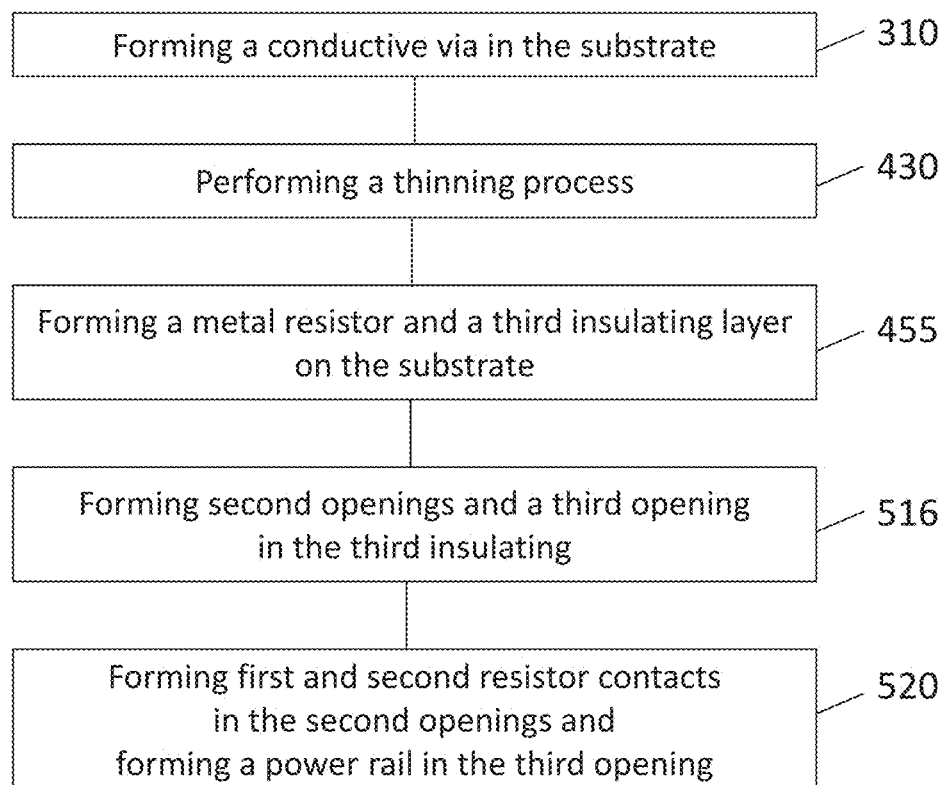 Forming a conductive via in the substrate
310
Performing a thinning process
430
Forming a metal resistor and a third insulating layer
on the substrate
455
Forming second openings and a third opening
in the third insulating
516
Forming first and second resistor contacts
in the second openings and
forming a power rail in the third opening
520